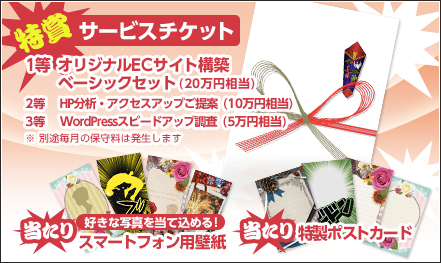 特賞 サービスチケット
1等 オリジナルECサイト構築
ベーシックセット（20万円相当）
2等 HP分析・アクセスアップご提案（10万円相当）
3等 WordPressスピードアップ調査（5万円相当）
※ 別途毎月の保守料は発生します
当たり 好きな写真を当て込める！
スマートフォン用壁紙
当たり 特製ポストカード